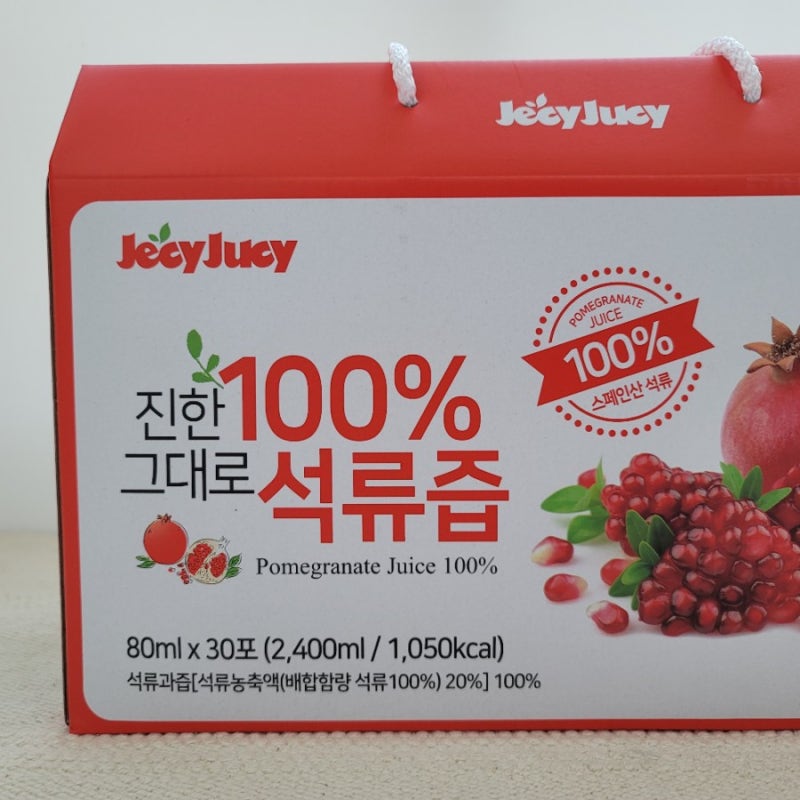 JecyJucy
JecyJucy
POMEGRANATE
JUICE
100%
스페인산 석류
진한
그대로
100%
석류즙
Pomegranate Juice 100%
80ml x 30포 (2,400ml / 1,050kcal)
석류과즙[석류농축액(배합함량 석류100%) 20%] 100%